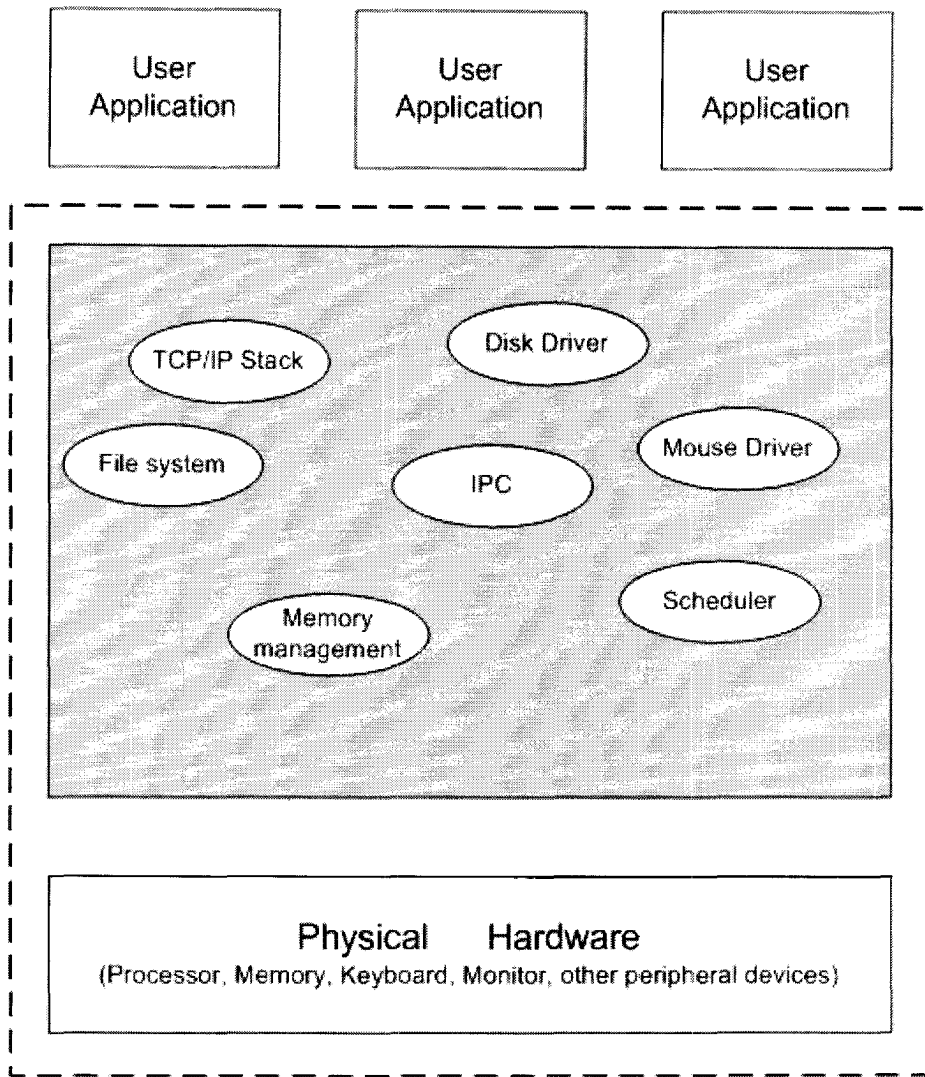 User
Application
User
Application
User
Application
TCP/IP Stack
Disk Driver
File system
IPC
Mouse Driver
Memory
management
Scheduler
Physical Hardware
(Processor, Memory, Keyboard, Monitor, other peripheral devices)